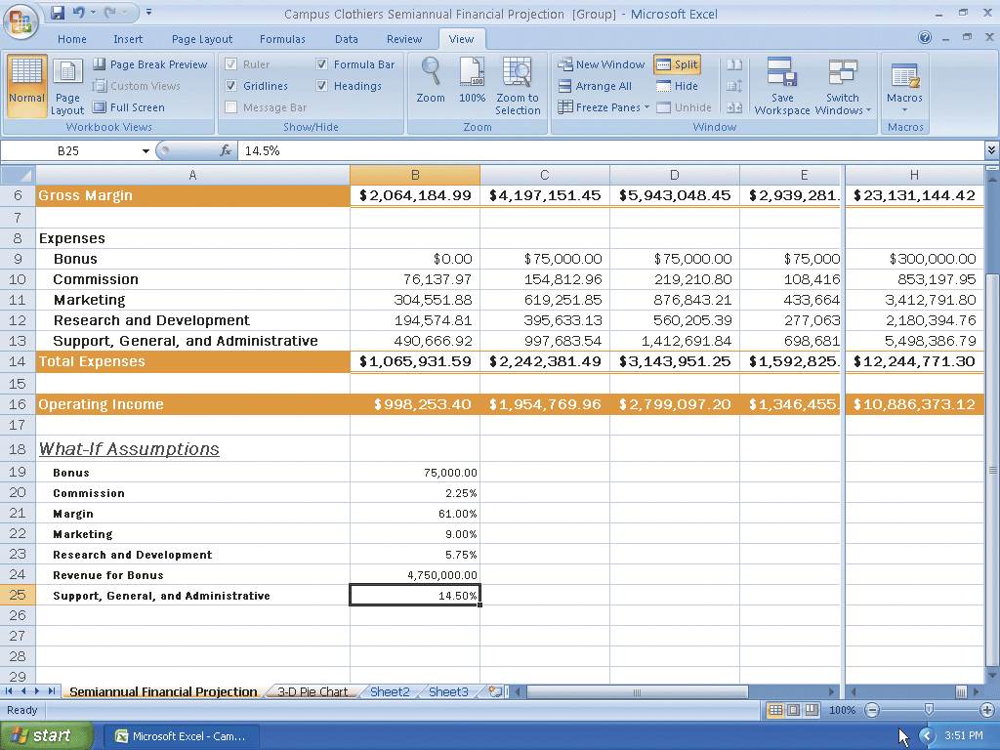 Campus Clothiers Semiannual Financial Projection [Group] - Microsoft Excel
Home Insert Page Layout Formulas Data Review View
Normal Page Layout Page Break Preview Custom Views Full Screen
Workbook Views
Ruler Formula Bar
Gridlines Headings
Message Bar
Show/Hide
Zoom 100% Zoom to Selection
Zoom
New Window Split
Arrange All Hide
Freeze Panes Unhide
Save Workspace Switch Windows
Window
Macros
Macros
B25 fx 14.5%
A B C D E H
6 Gross Margin $2,064,184.99 $4,197,151.45 $5,943,048.45 $2,939,281. $23,131,144.42
7
8 Expenses
9 Bonus $0.00 $75,000.00 $75,000.00 $75,000 $300,000.00
10 Commission 76,137.97 154,812.96 219,210.80 108,416 853,197.95
11 Marketing 304,551.88 619,251.85 876,843.21 433,664 3,412,791.80
12 Research and Development 194,574.81 395,633.13 560,205.39 277,063 2,180,394.76
13 Support, General, and Administrative 490,666.92 997,683.54 1,412,691.84 698,681 5,498,386.79
14 Total Expenses $1,065,931.59 $2,242,381.49 $3,143,951.25 $1,592,825. $12,244,771.30
15
16 Operating Income $998,253.40 $1,954,769.96 $2,799,097.20 $1,346,455. $10,886,373.12
17
18 What-If Assumptions
19 Bonus 75,000.00
20 Commission 2.25%
21 Margin 61.00%
22 Marketing 9.00%
23 Research and Development 5.75%
24 Revenue for Bonus 4,750,000.00
25 Support, General, and Administrative 14.50%
26
27
28
29
Semiannual Financial Projection 3-D Pie Chart Sheet2 Sheet3
Ready 100%
start Microsoft Excel - Cam... 3:51 PM